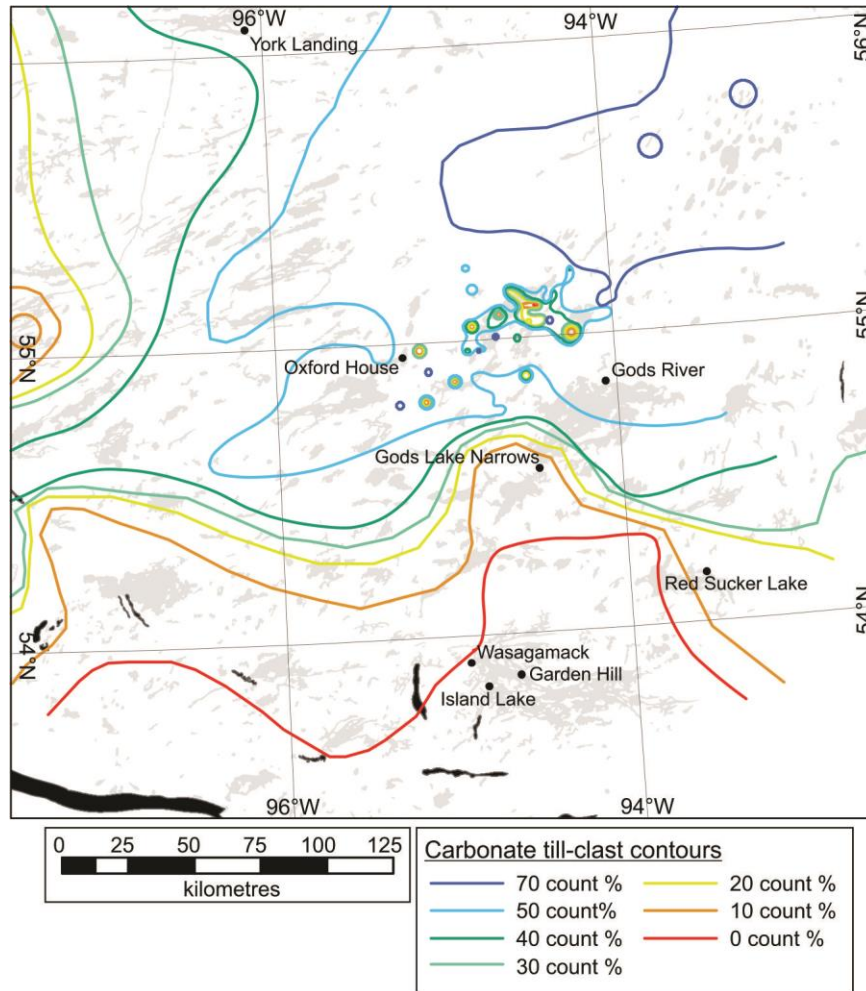 96°W
94°W
56°N
York Landing
55°N
55°N
Oxford House
Gods River
Gods Lake Narrows
Red Sucker Lake
54°N
54°N
Wasagamack
Garden Hill
Island Lake
96°W
94°W
0 25 50 75 100 125
kilometres
Carbonate till-clast contours
70 count %
50 count%
40 count %
30 count %
20 count %
10 count %
0 count %